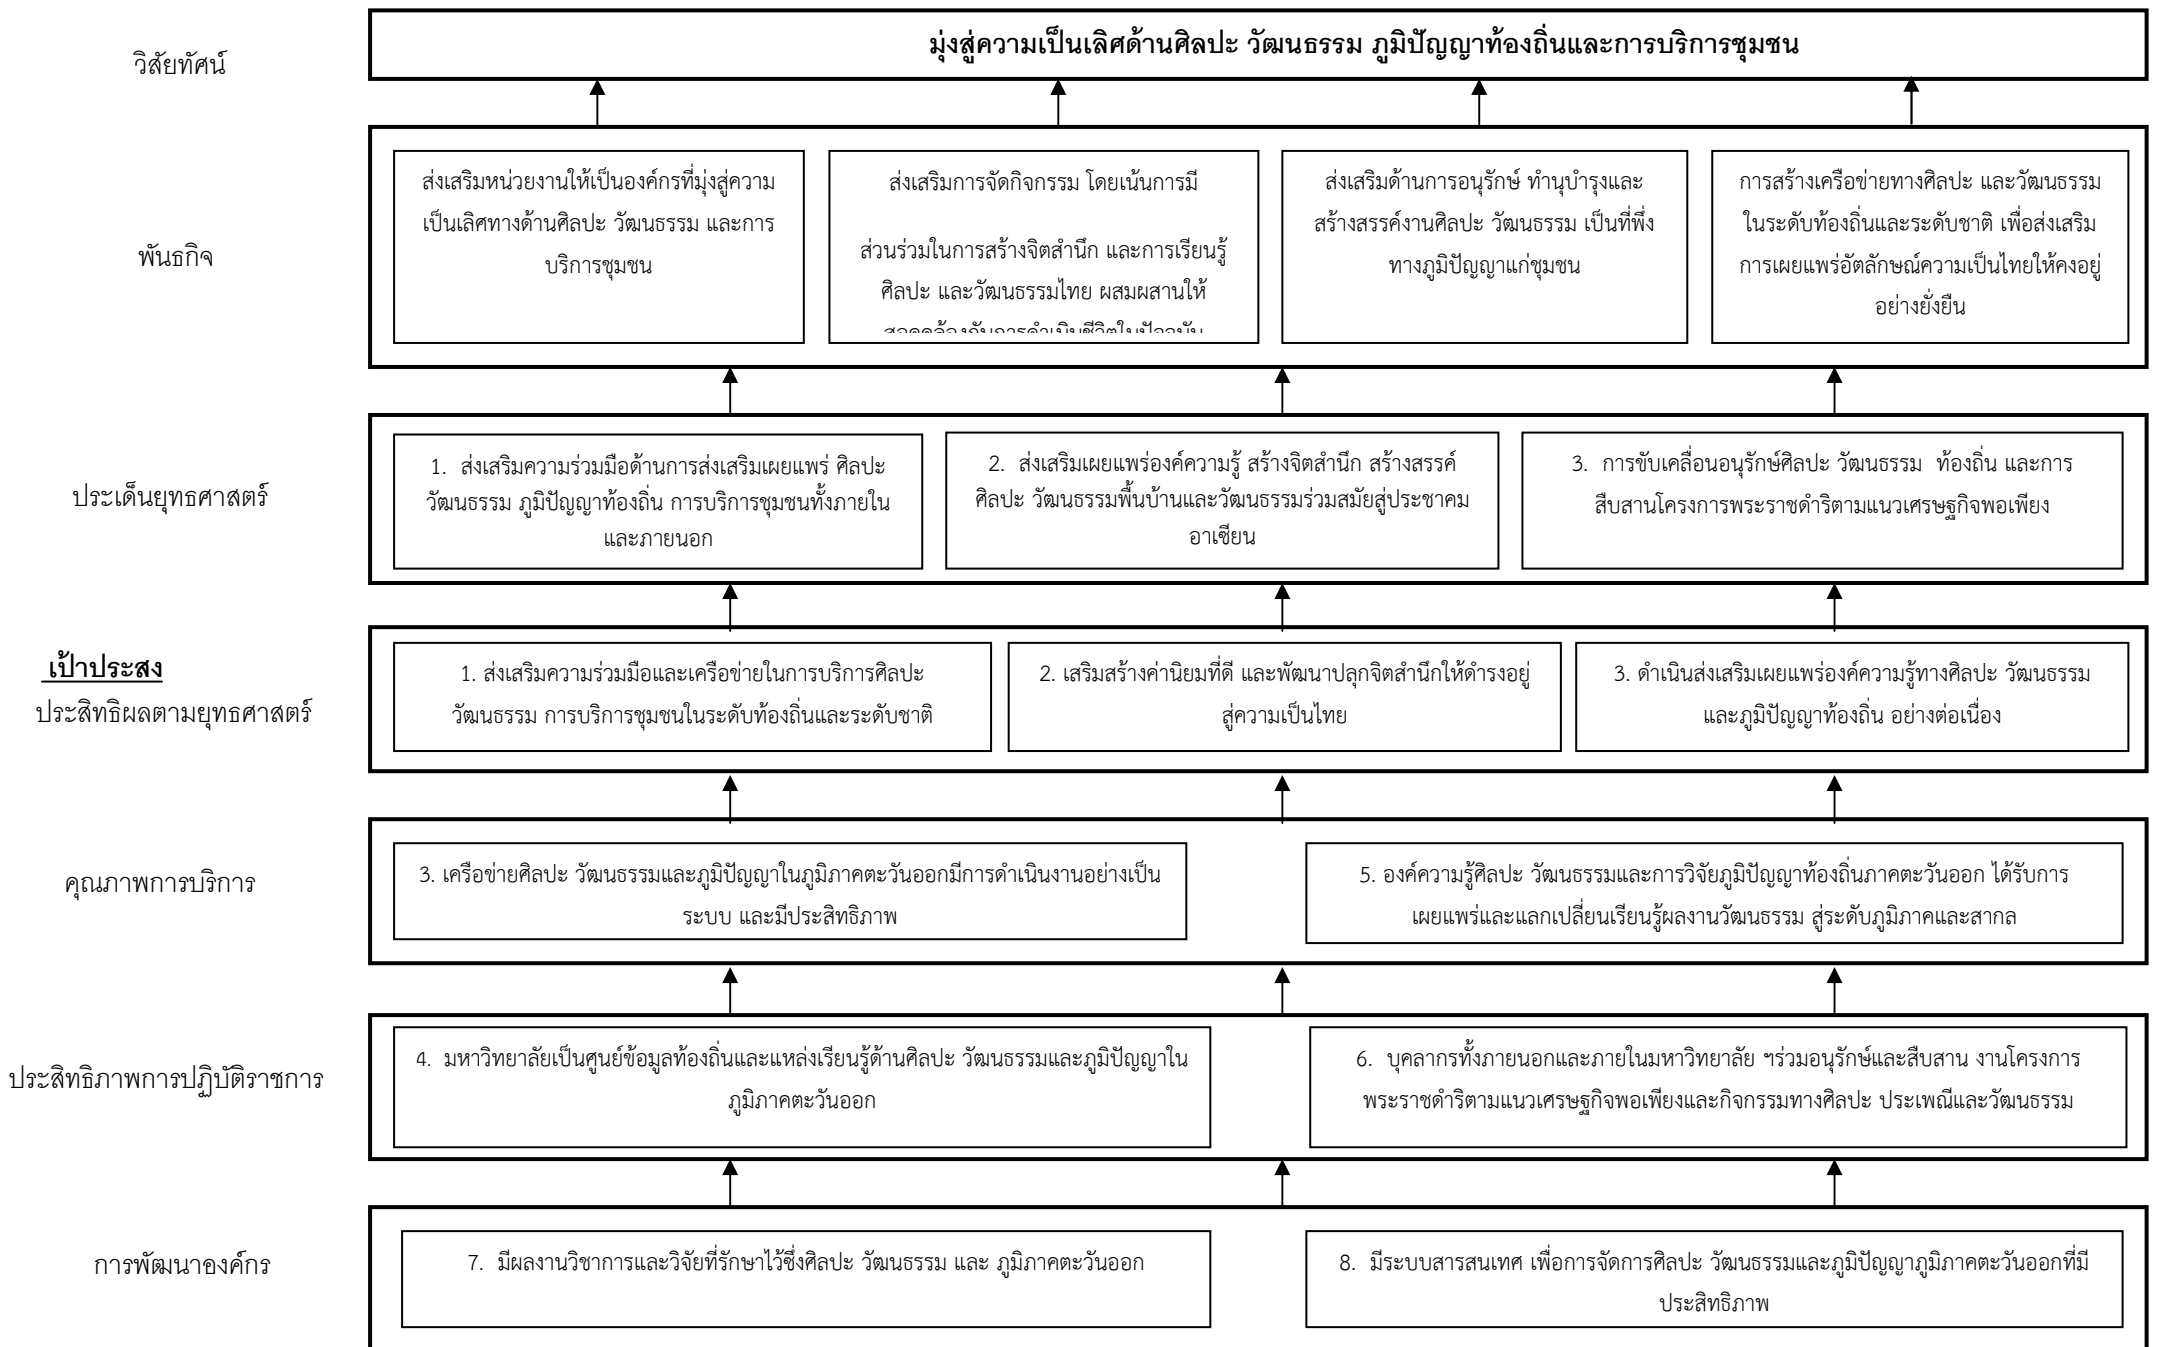 วิสัยทัศน์
มุ่งสู่ความเป็นเลิศด้านศิลปะ วัฒนธรรม ภูมิปัญญาท้องถิ่นและการบริการชุมชน
พันธกิจ
ส่งเสริมหน่วยงานให้เป็นองค์กรที่มุ่งสู่ความ
เป็นเลิศทางด้านศิลปะ วัฒนธรรม และการ
บริการชุมชน
ส่งเสริมการจัดกิจกรรม โดยเน้นการมี
ส่วนร่วมในการสร้างจิตสำนึก และการเรียนรู้
ศิลปะ และวัฒนธรรมไทย ผสมผสานให้
สอดคล้องกับการดำเนินชีวิตในปัจจุบัน
ส่งเสริมด้านการอนุรักษ์ ทำนุบำรุงและ
สร้างสรรค์งานศิลปะ วัฒนธรรม เป็นที่พึ่ง
ทางภูมิปัญญาแก่ชุมชน
การสร้างเครือข่ายทางศิลปะ และวัฒนธรรม
ในระดับท้องถิ่นและระดับชาติ เพื่อส่งเสริม
การเผยแพร่อัตลักษณ์ความเป็นไทยให้คงอยู่
อย่างยั่งยืน
ประเด็นยุทธศาสตร์
1. ส่งเสริมความร่วมมือด้านการส่งเสริมเผยแพร่ ศิลปะ
วัฒนธรรม ภูมิปัญญาท้องถิ่น การบริการชุมชนทั้งภายใน
และภายนอก
2. ส่งเสริมเผยแพร่องค์ความรู้ สร้างจิตสำนึก สร้างสรรค์
ศิลปะ วัฒนธรรมพื้นบ้านและวัฒนธรรมร่วมสมัยสู่ประชาคม
อาเซียน
3. การขับเคลื่อนอนุรักษ์ศิลปะ วัฒนธรรม ท้องถิ่น และการ
สืบสานโครงการพระราชดำริตามแนวเศรษฐกิจพอเพียง
เป้าประสง
ประสิทธิผลตามยุทธศาสตร์
1. ส่งเสริมความร่วมมือและเครือข่ายในการบริการศิลปะ
วัฒนธรรม การบริการชุมชนในระดับท้องถิ่นและระดับชาติ
2. เสริมสร้างค่านิยมที่ดี และพัฒนาปลุกจิตสำนึกให้ดำรงอยู่
สู่ความเป็นไทย
3. ดำเนินส่งเสริมเผยแพร่องค์ความรู้ทางศิลปะ วัฒนธรรม
และภูมิปัญญาท้องถิ่น อย่างต่อเนื่อง
คุณภาพการบริการ
3. เครือข่ายศิลปะ วัฒนธรรมและภูมิปัญญาในภูมิภาคตะวันออกมีการดำเนินงานอย่างเป็น
ระบบ และมีประสิทธิภาพ
5. องค์ความรู้ศิลปะ วัฒนธรรมและการวิจัยภูมิปัญญาท้องถิ่นภาคตะวันออก ได้รับการ
เผยแพร่และแลกเปลี่ยนเรียนรู้ผลงานวัฒนธรรม สู่ระดับภูมิภาคและสากล
ประสิทธิภาพการปฏิบัติราชการ
4. มหาวิทยาลัยเป็นศูนย์ข้อมูลท้องถิ่นและแหล่งเรียนรู้ด้านศิลปะ วัฒนธรรมและภูมิปัญญาใน
ภูมิภาคตะวันออก
6. บุคลากรทั้งภายนอกและภายในมหาวิทยาลัย ฯร่วมอนุรักษ์และสืบสาน งานโครงการ
พระราชดำริตามแนวเศรษฐกิจพอเพียงและกิจกรรมทางศิลปะ ประเพณีและวัฒนธรรม
การพัฒนาองค์กร
7. มีผลงานวิชาการและวิจัยที่รักษาไว้ซึ่งศิลปะ วัฒนธรรม และ ภูมิภาคตะวันออก
8. มีระบบสารสนเทศ เพื่อการจัดการศิลปะ วัฒนธรรมและภูมิปัญญาภูมิภาคตะวันออกที่มี
ประสิทธิภาพ